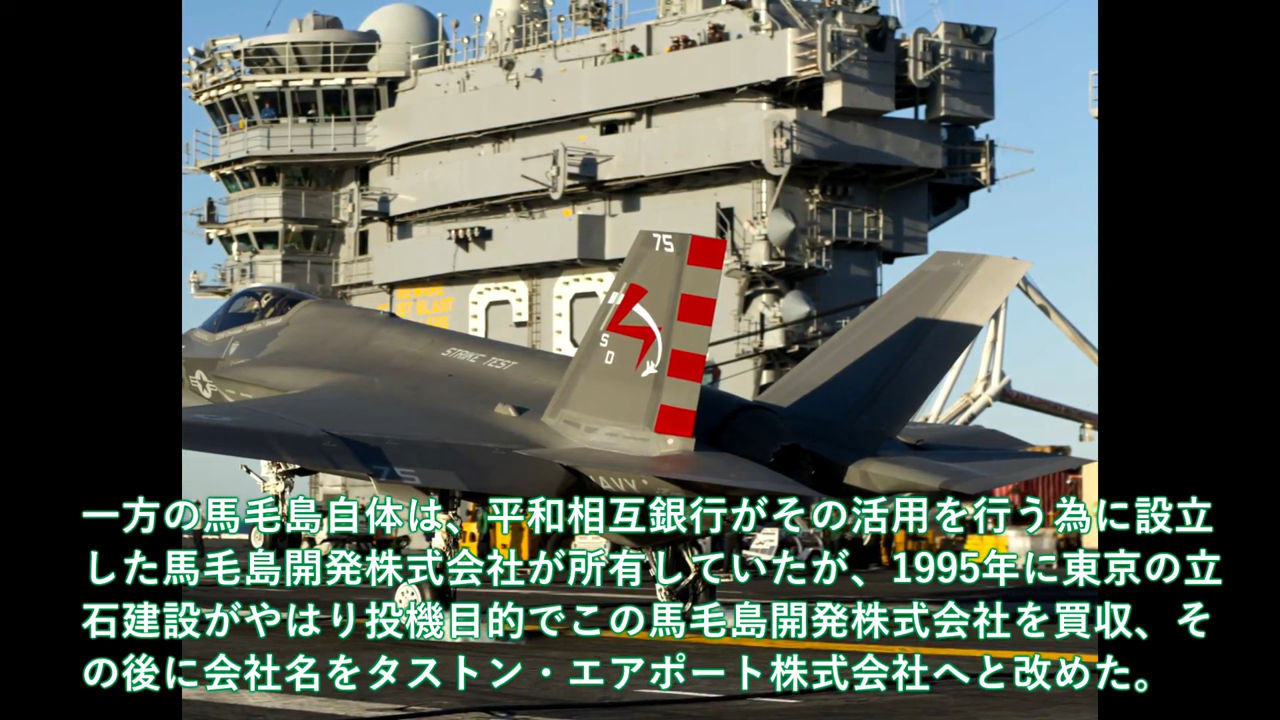 75
S
D
STRIKE TEST
75
NAVY
一方の馬毛島自体は、平和相互銀行がその活用を行う為に設立
した馬毛島開発株式会社が所有していたが、1995年に東京の立
石建設がやはり投機目的でこの馬毛島開発株式会社を買収、そ
の後に会社名をタストン・エアポート株式会社へと改めた。